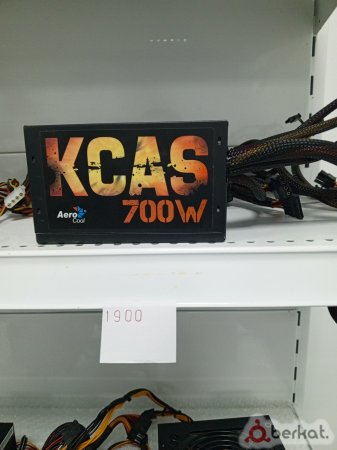 KCAS
700W
Aero
Cool
1900
berkat.